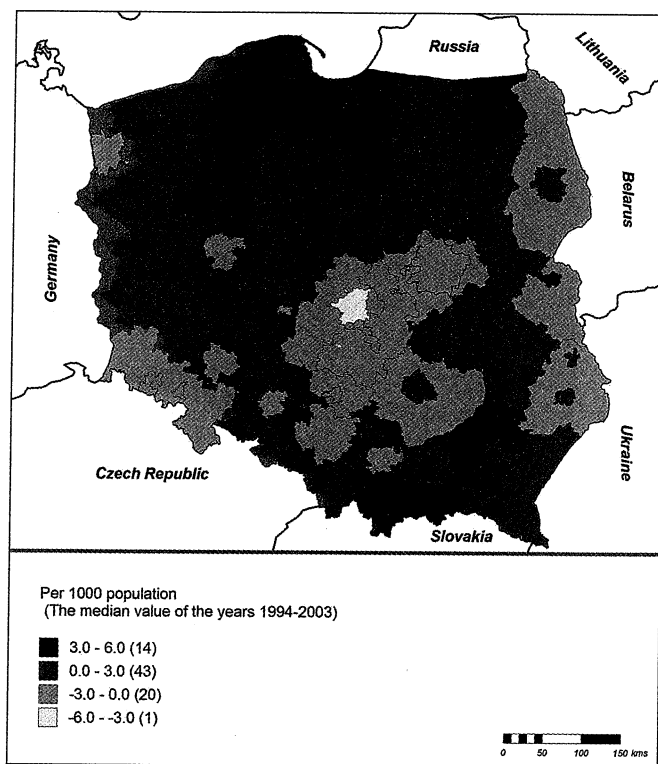 Russia
Lithuania
Belarus
Germany
Ukraine
Czech Republic
Slovakia
Per 1000 population
(The median value of the years 1994-2003)
3.0 - 6.0 (14)
0.0 - 3.0 (43)
-3.0 - 0.0 (20)
-6.0 - -3.0 (1)
0 50 100 150 kms